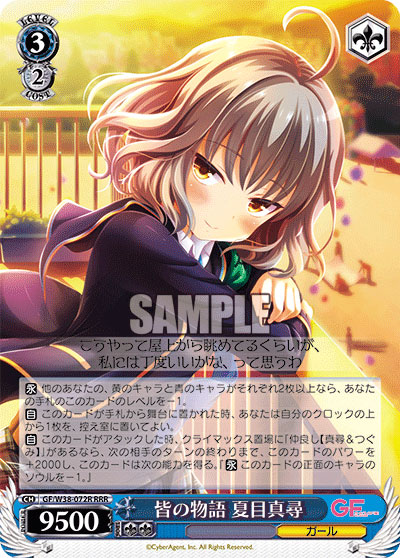 LEVEL
3
2
COST
SAMPLE
こうやって屋上から眺めてるくらいが、
私には丁度いいかな、って思うわ
永 他のあなたの、黄のキャラと青のキャラがそれぞれ2枚以上なら、あなた
の手札のこのカードのレベルを－1。
自 このカードが手札から舞台に置かれた時、あなたは自分のクロックの上
から1枚を、控え室に置いてよい。
自 このカードがアタックした時、クライマックス置場に「仲良し【真尋＆つぐ
み】」があるなら、次の相手のターンの終わりまで、このカードのパワーを
＋2000し、このカードは次の能力を得る。『永 このカードの正面のキャラの
ソウルを－1。』
CH GF/W38-072R RRR
9500
POWER
皆の物語 夏目真尋
GF
ガール
©CyberAgent, Inc. All Rights Reserved.